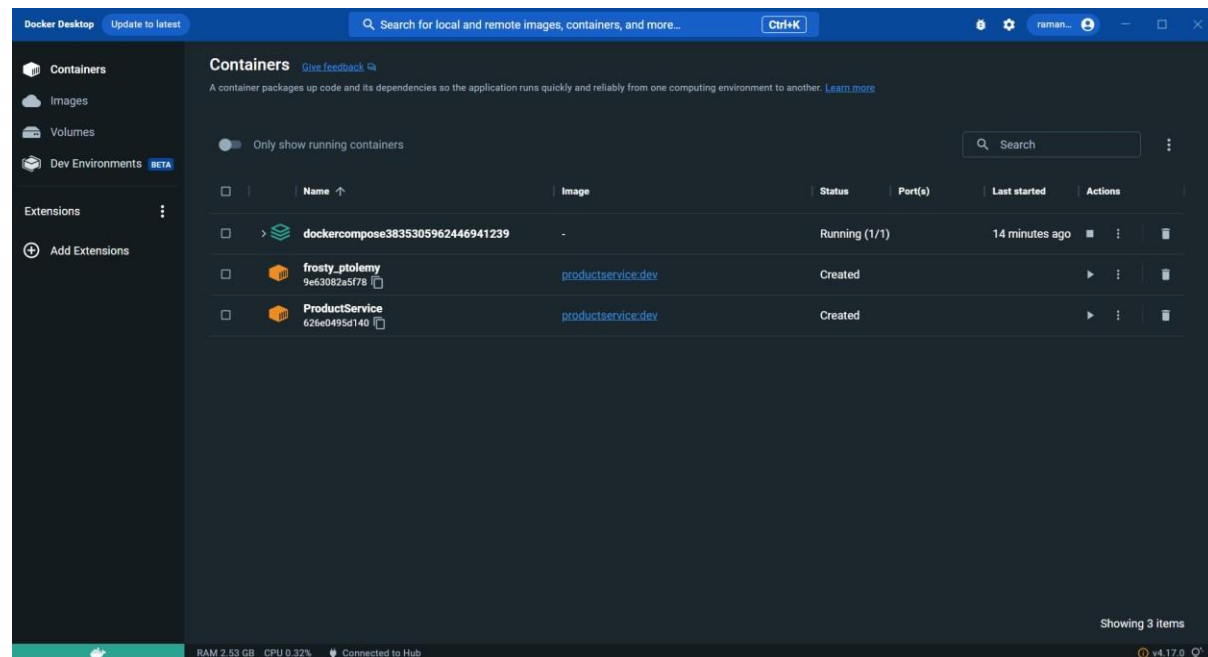 Docker Desktop Update to latest Search for local and remote images, containers, and more... Ctrl+K raman...
Containers
Images
Volumes
Dev Environments BETA
Extensions
Add Extensions
Containers Give feedback
A container packages up code and its dependencies so the application runs quickly and reliably from one computing environment to another. Learn more
Only show running containers Search
Name Image Status Port(s) Last started Actions
dockercompose3835305962446941239 - Running (1/1) 14 minutes ago
frosty_ptolemy productservice:dev Created
9e63082a5f78
ProductService productservice:dev Created
626e0495d140
Showing 3 items
RAM 2.53 GB CPU 0.32% Connected to Hub v4.17.0